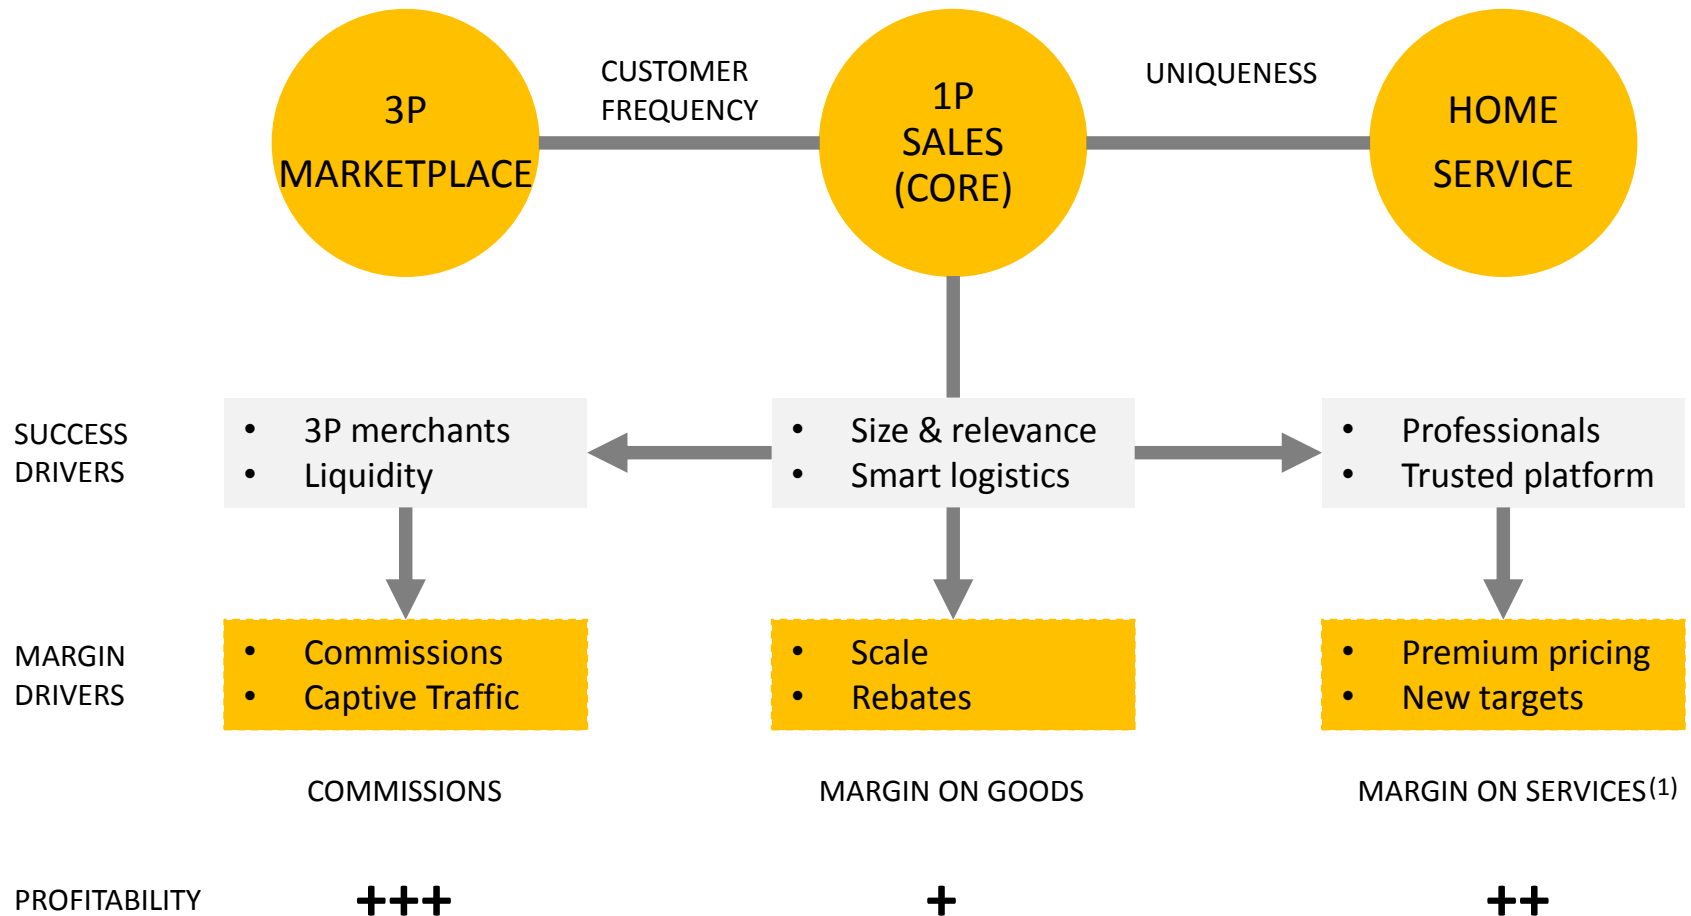 3P
MARKETPLACE
CUSTOMER
FREQUENCY
1P
SALES
(CORE)
UNIQUENESS
HOME
SERVICE
SUCCESS
DRIVERS
• 3P merchants
• Liquidity
• Size & relevance
• Smart logistics
• Professionals
• Trusted platform
MARGIN
DRIVERS
• Commissions
• Captive Traffic
• Scale
• Rebates
• Premium pricing
• New targets
COMMISSIONS
MARGIN ON GOODS
MARGIN ON SERVICES(1)
PROFITABILITY
+++
+
++